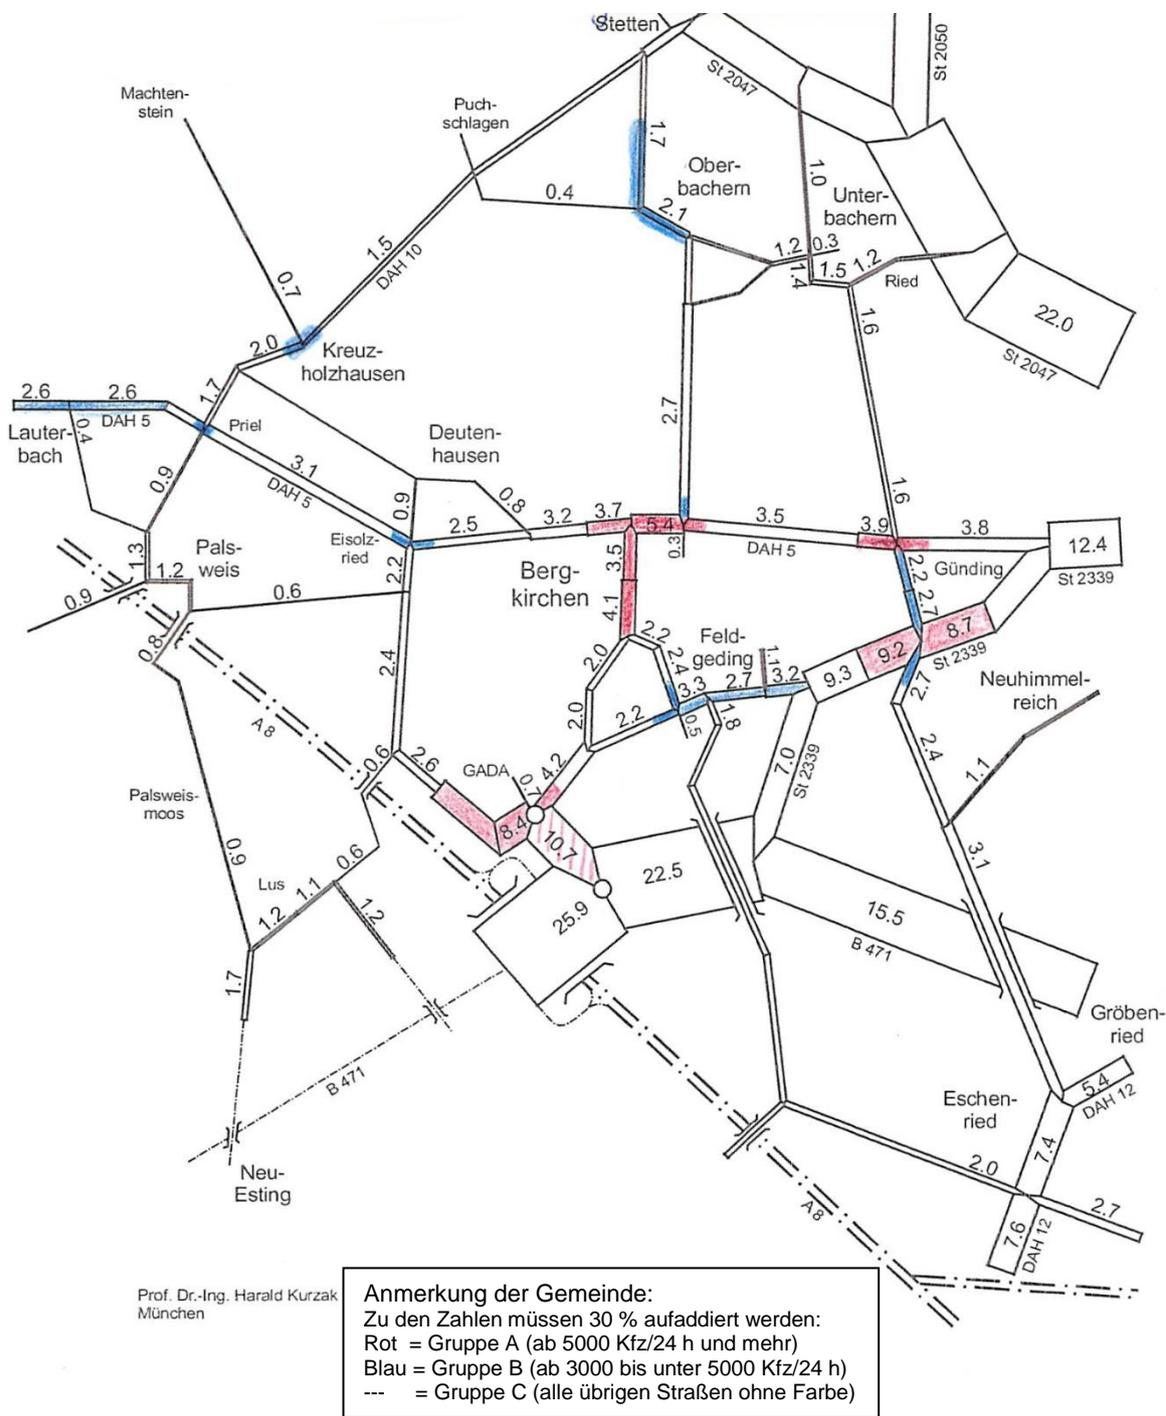 Stetten
St 2047
St 2050
Machten-
stein
Puch-
schlagen
1.7
Ober-
bachern
1.0
Unter-
bachern
0.4
2.1
1.2
0.3
1.4
1.5
1.2
Ried
1.5
DAH 10
0.7
1.6
22.0
St 2047
2.0
Kreuz-
holzhausen
1.7
2.6
2.6
DAH 5
Lauter-
bach
0.4
Priel
2.7
Deuten-
hausen
3.1
DAH 5
0.9
0.9
0.8
1.6
Eisolz-
ried
2.5
3.2
3.7
5.4
0.3
3.5
DAH 5
3.9
3.8
12.4
St 2339
Günding
1.3
Pals-
weis
1.2
2.2
Berg-
kirchen
3.5
4.1
2.2
2.7
0.9
0.6
0.8
2.4
2.0
2.2
2.4
Feld-
geding
1.1
8.7
9.2
St 2339
9.3
Neuhimmel-
reich
3.3
2.7
3.2
2.7
2.0
2.2
0.5
1.8
2.4
A 8
0.6
2.6
GADA
0.7
4.2
7.0
St 2339
1.1
Palsweis-
moos
8.4
10.7
0.9
3.1
0.6
Lus
1.1
1.2
1.2
22.5
15.5
B 471
25.9
1.7
Gröben-
ried
B 471
5.4
DAH 12
Eschen-
ried
7.4
2.0
Neu-
Esting
2.7
A 8
7.6
DAH 12
Prof. Dr.-Ing. Harald Kurzak
München
Anmerkung der Gemeinde:
Zu den Zahlen müssen 30 % aufaddiert werden:
Rot = Gruppe A (ab 5000 Kfz/24 h und mehr)
Blau = Gruppe B (ab 3000 bis unter 5000 Kfz/24 h)
--- = Gruppe C (alle übrigen Straßen ohne Farbe)